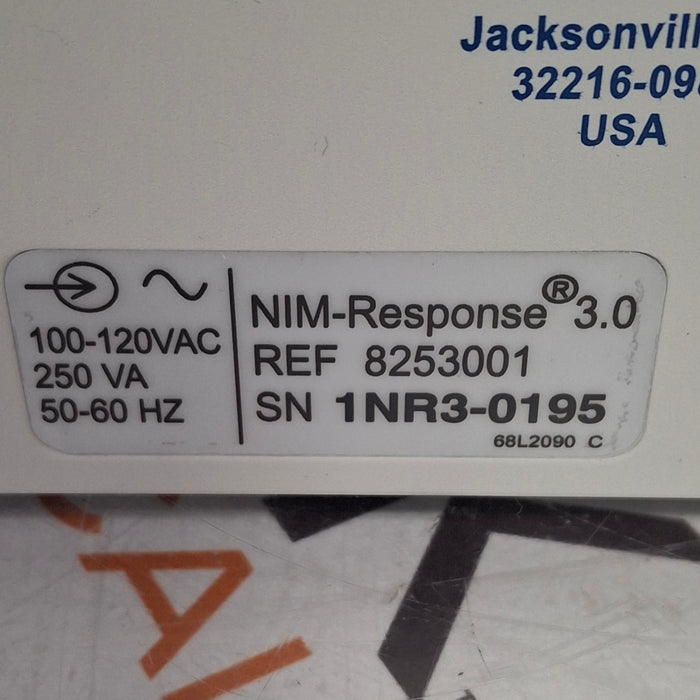 Jacksonvill
32216-09
USA
100-120VAC
250 VA
50-60 HZ
NIM-Response® 3.0
REF 8253001
SN 1NR3-0195
68L2090 C